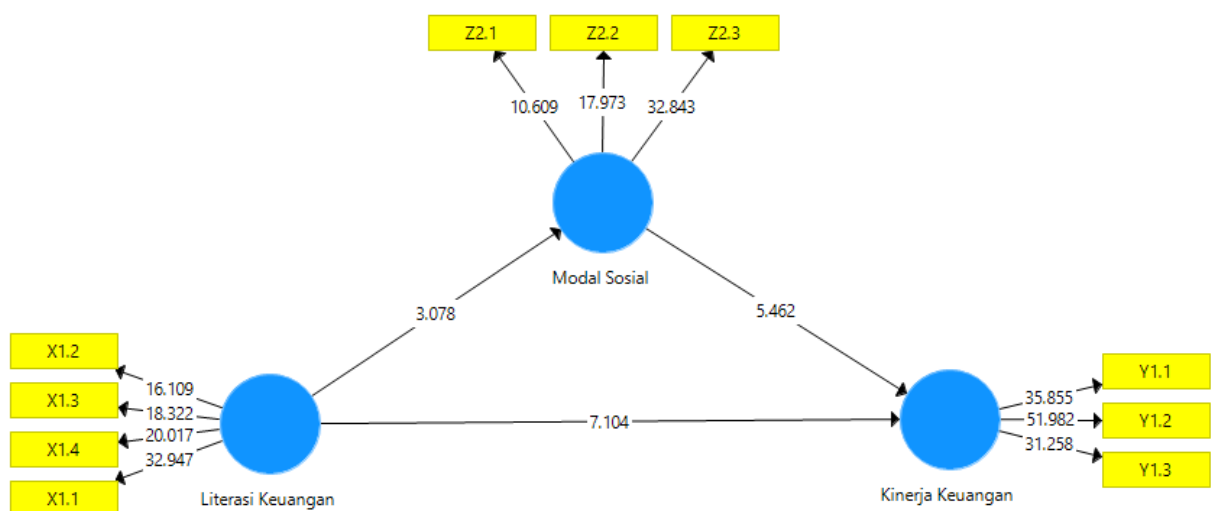 Z2.1
Z2.2
Z2.3
10.609
17.973
32.843
Modal Sosial
3.078
5.462
X1.2
X1.3
X1.4
X1.1
16.109
18.322
20.017
32.947
Literasi Keuangan
7.104
Kinerja Keuangan
35.855
51.982
31.258
Y1.1
Y1.2
Y1.3